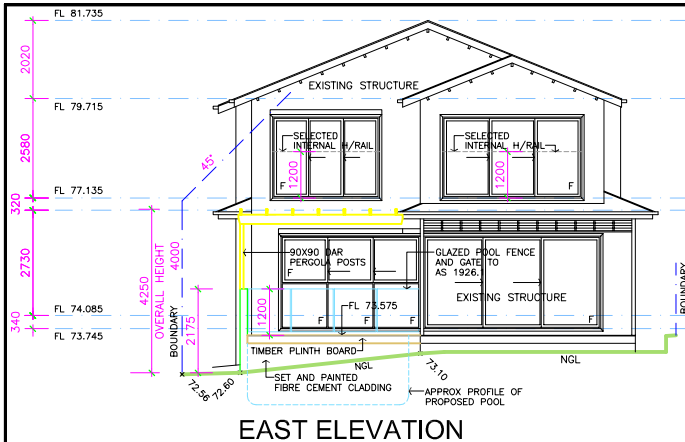 FL 81.735
2020
EXISTING STRUCTURE
FL 79.715
2580
SELECTED
INTERNAL H/RAIL
SELECTED
INTERNAL H/RAIL
45°
1200
1200
F
F
FL 77.135
320
2730
4250
OVERALL HEIGHT
4000
BOUNDARY
2175
90X90 DAR
PERGOLA POSTS
F
GLAZED POOL FENCE
AND GATE TO
AS 1926.1
EXISTING STRUCTURE
BOUNDARY
1200
FL 74.085
340
FL 73.575
F
F
F
FL 73.745
TIMBER PLINTH BOARD
NGL
73.10
NGL
72.56
72.60
SET AND PAINTED
FIBRE CEMENT CLADDING
APPROX PROFILE OF
PROPOSED POOL
EAST ELEVATION